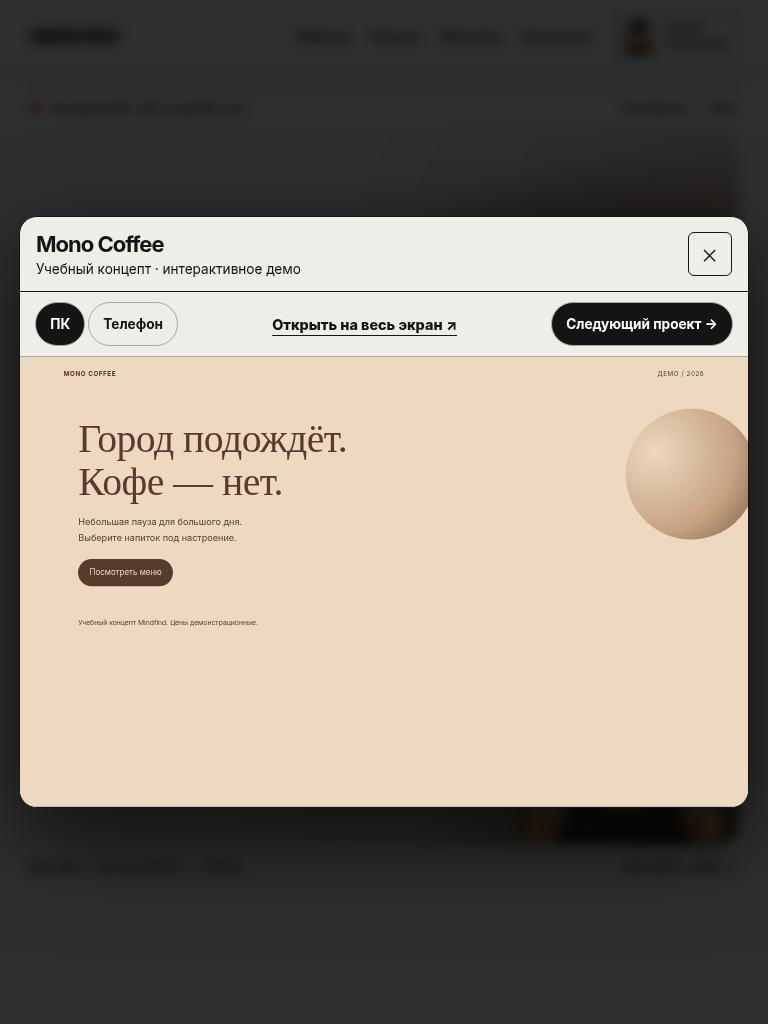 Mono Coffee
Учебный концепт · интерактивное демо
ПК
Телефон
Открыть на весь экран ↗
Следующий проект →
MONO COFFEE
ДЕМО / 2026
Город подождёт.
Кофе — нет.
Небольшая пауза для большого дня.
Выберите напиток под настроение.
Посмотреть меню
Учебный концепт Mindfind. Цены демонстрационные.